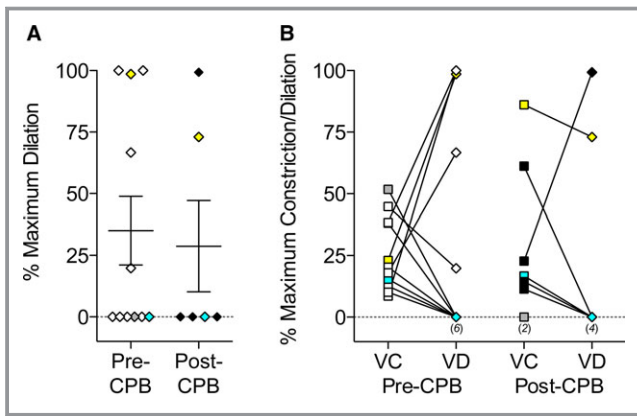 A
% Maximum Dilation
100
75
50
25
0
Pre-
CPB
Post-
CPB
B
% Maximum Constriction/Dilation
100
75
50
25
0
(6)
(2)
(4)
VC
VD
VC
VD
Pre-CPB
Post-CPB